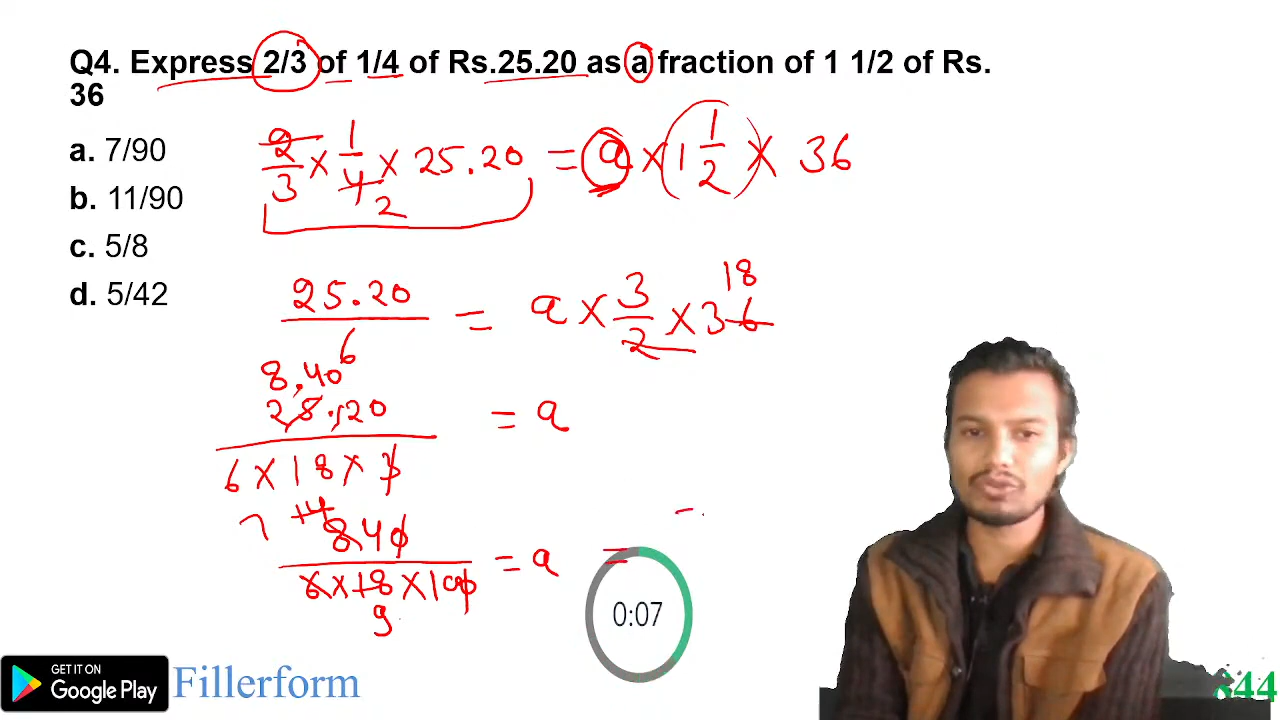 Q4. Express 2/3 of 1/4 of Rs.25.20 as a fraction of 1 1/2 of Rs.
36
a. 7/90
b. 11/90
c. 5/8
d. 5/42
2/3 × 1/4 × 25.20 = a × (1 1/2) × 36
2
25.20/6 = a × 3/2 × 36
18
8.40
25.20/6×18×3 = a
7 14
840/6×18×100 = a =
9
0:07
GET IT ON
Google Play
Fillerform
344